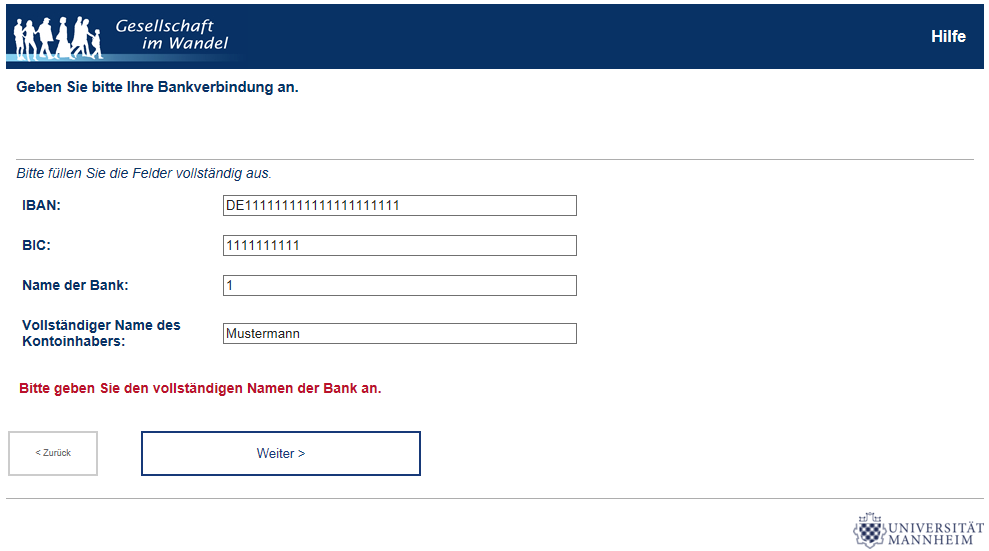 Gesellschaft
im Wandel
Hilfe
Geben Sie bitte Ihre Bankverbindung an.
Bitte füllen Sie die Felder vollständig aus.
IBAN:
DE11111111111111111111
BIC:
1111111111
Name der Bank:
1
Vollständiger Name des
Kontoinhabers:
Mustermann
Bitte geben Sie den vollständigen Namen der Bank an.
< Zurück
Weiter >
UNIVERSITÄT
MANNHEIM